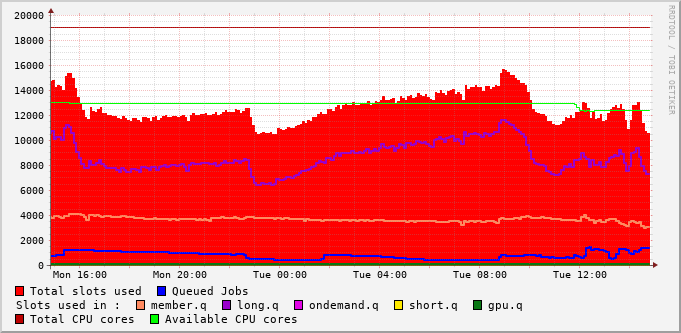 20000
18000
16000
14000
12000
10000
8000
6000
4000
2000
0
Mon 16:00 Mon 20:00 Tue 00:00 Tue 04:00 Tue 08:00 Tue 12:00
RRDTOOL / TOBI OETIKER
Total slots used Queued Jobs
Slots used in : member.q long.q ondemand.q short.q gpu.q
Total CPU cores Available CPU cores